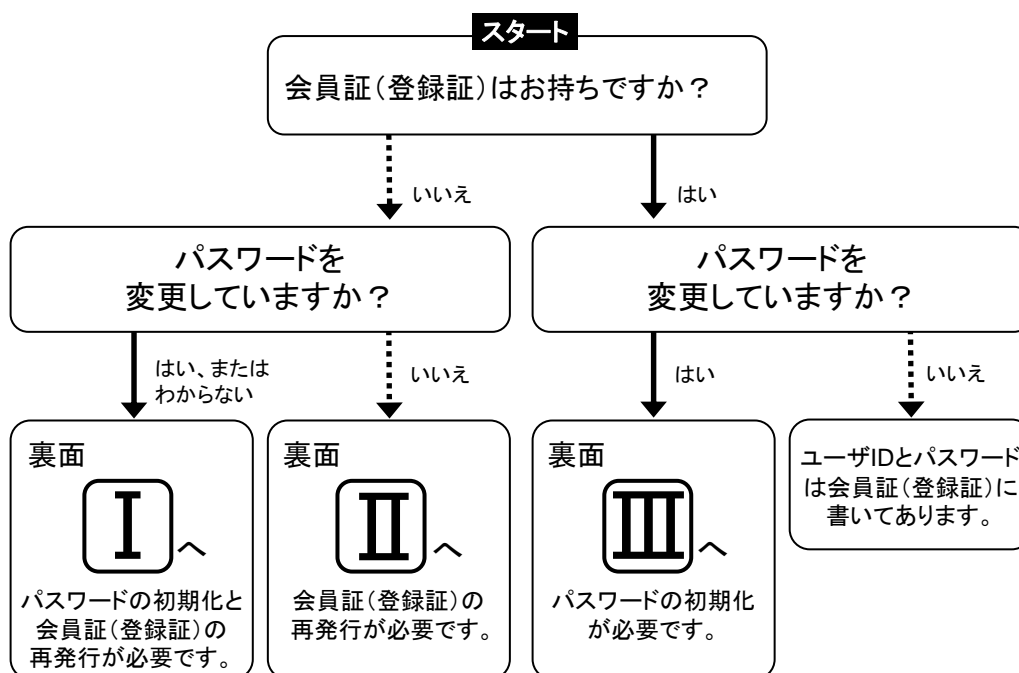 スタート
会員証（登録証）はお持ちですか？
いいえ
はい
パスワードを
変更していますか？
パスワードを
変更していますか？
はい、または
わからない
いいえ
はい
いいえ
裏面
Ⅰへ
パスワードの初期化と
会員証（登録証）の
再発行が必要です。
裏面
Ⅱへ
会員証（登録証）の
再発行が必要です。
裏面
Ⅲへ
パスワードの初期化
が必要です。
ユーザIDとパスワード
は会員証（登録証）に
書いてあります。